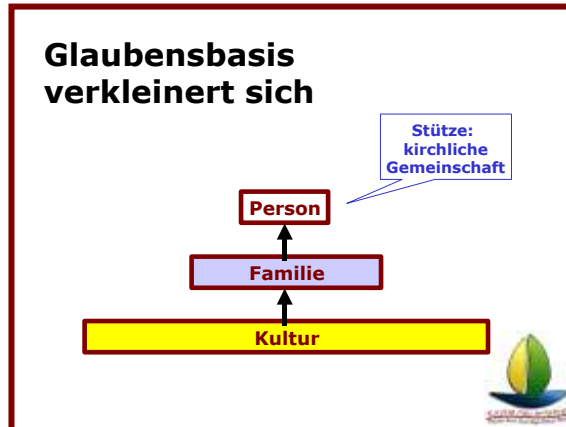 Glaubensbasis
verkleinert sich
Stütze:
kirchliche
Gemeinschaft
Person
Familie
Kultur